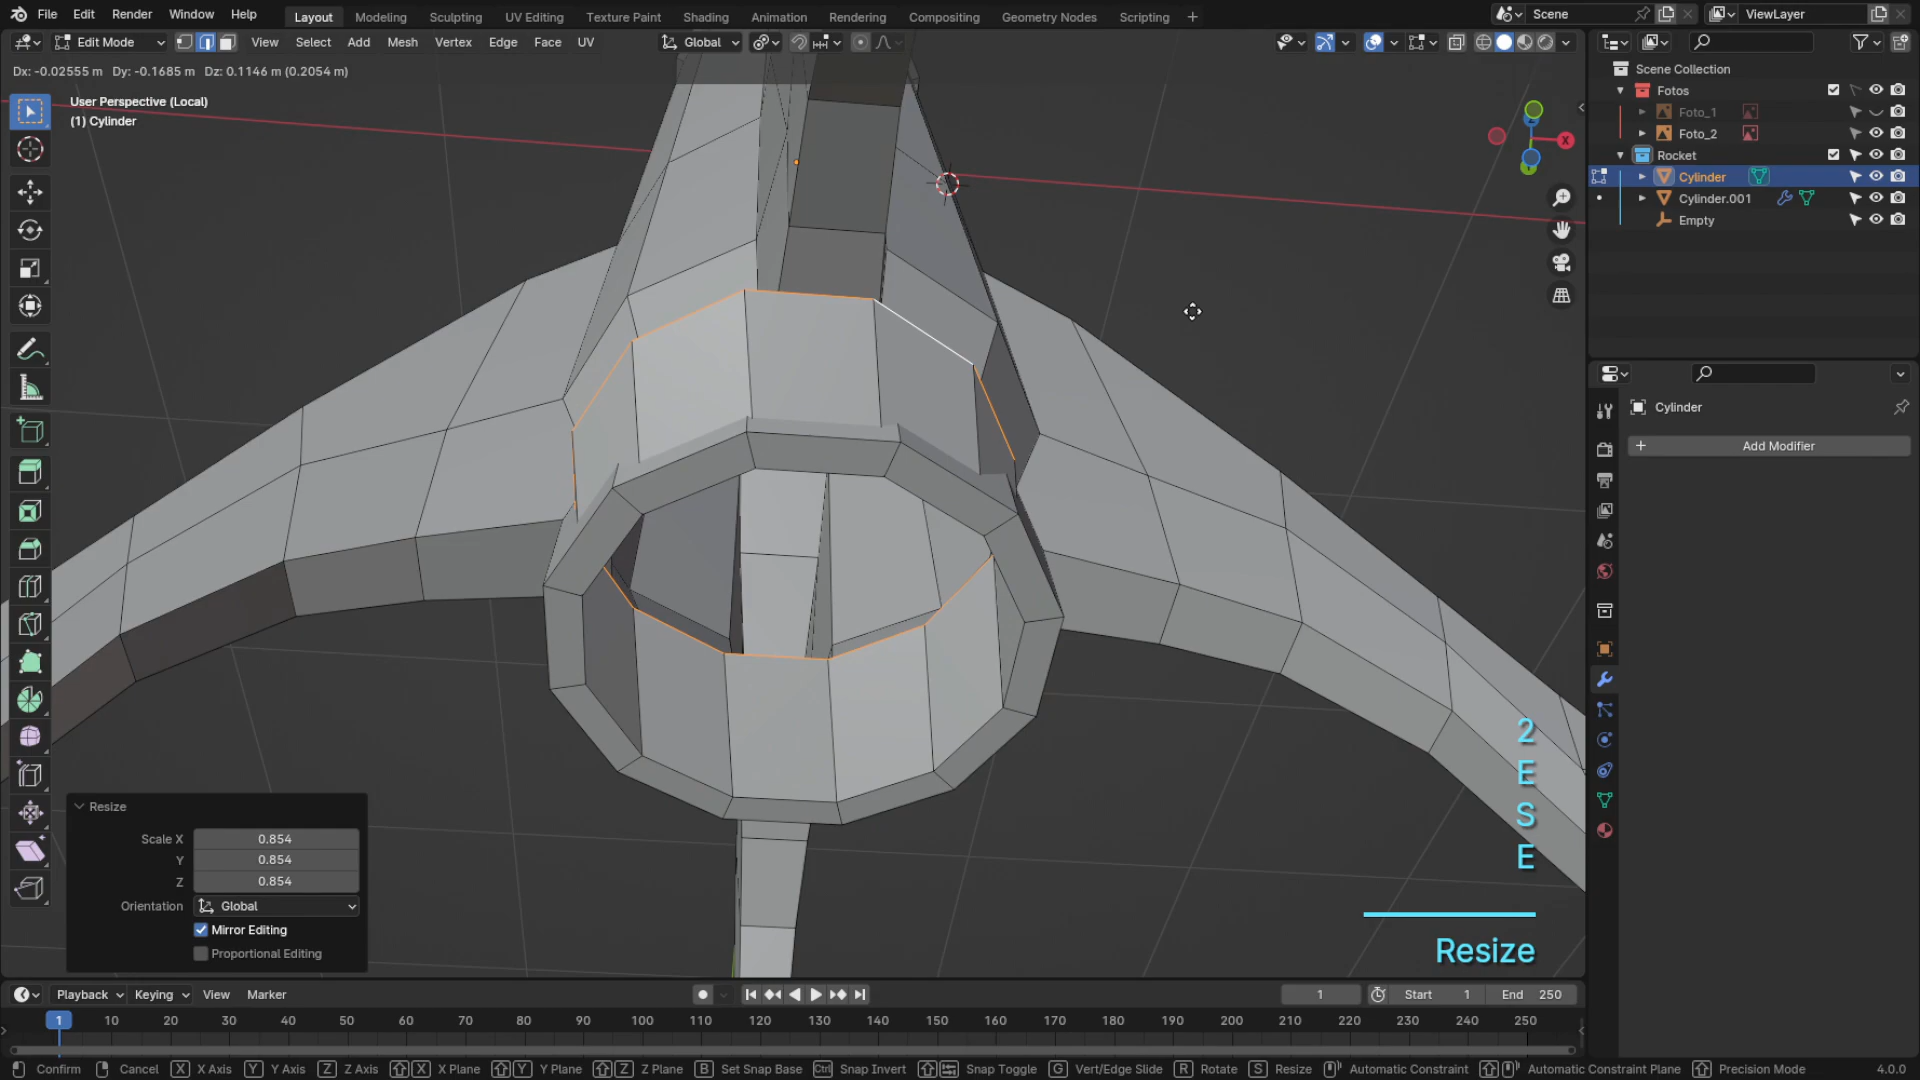 File Edit Render Window Help Layout Modeling Sculpting UV Editing Texture Paint Shading Animation Rendering Compositing Geometry Nodes Scripting + Scene ViewLayer
Edit Mode View Select Add Mesh Vertex Edge Face UV Global
Dx: -0.02555 m Dy: -0.1685 m Dz: 0.1146 m (0.2054 m)
User Perspective (Local)
(1) Cylinder
X
Scene Collection
Fotos
Foto_1
Foto_2
Rocket
Cylinder
Cylinder.001
Empty
Cylinder
+ Add Modifier
2
E
S
E
Resize
Resize
Scale X 0.854
Y 0.854
Z 0.854
Orientation Global
Mirror Editing
Proportional Editing
Playback Keying View Marker 1 Start 1 End 250
1 10 20 30 40 50 60 70 80 90 100 110 120 130 140 150 160 170 180 190 200 210 220 230 240 250
Confirm Cancel X X Axis Y Y Axis Z Z Axis X X Plane Y Y Plane Z Z Plane B Set Snap Base Ctrl Snap Invert Snap Toggle G Vert/Edge Slide R Rotate S Resize Automatic Constraint Automatic Constraint Plane Precision Mode 4.0.0